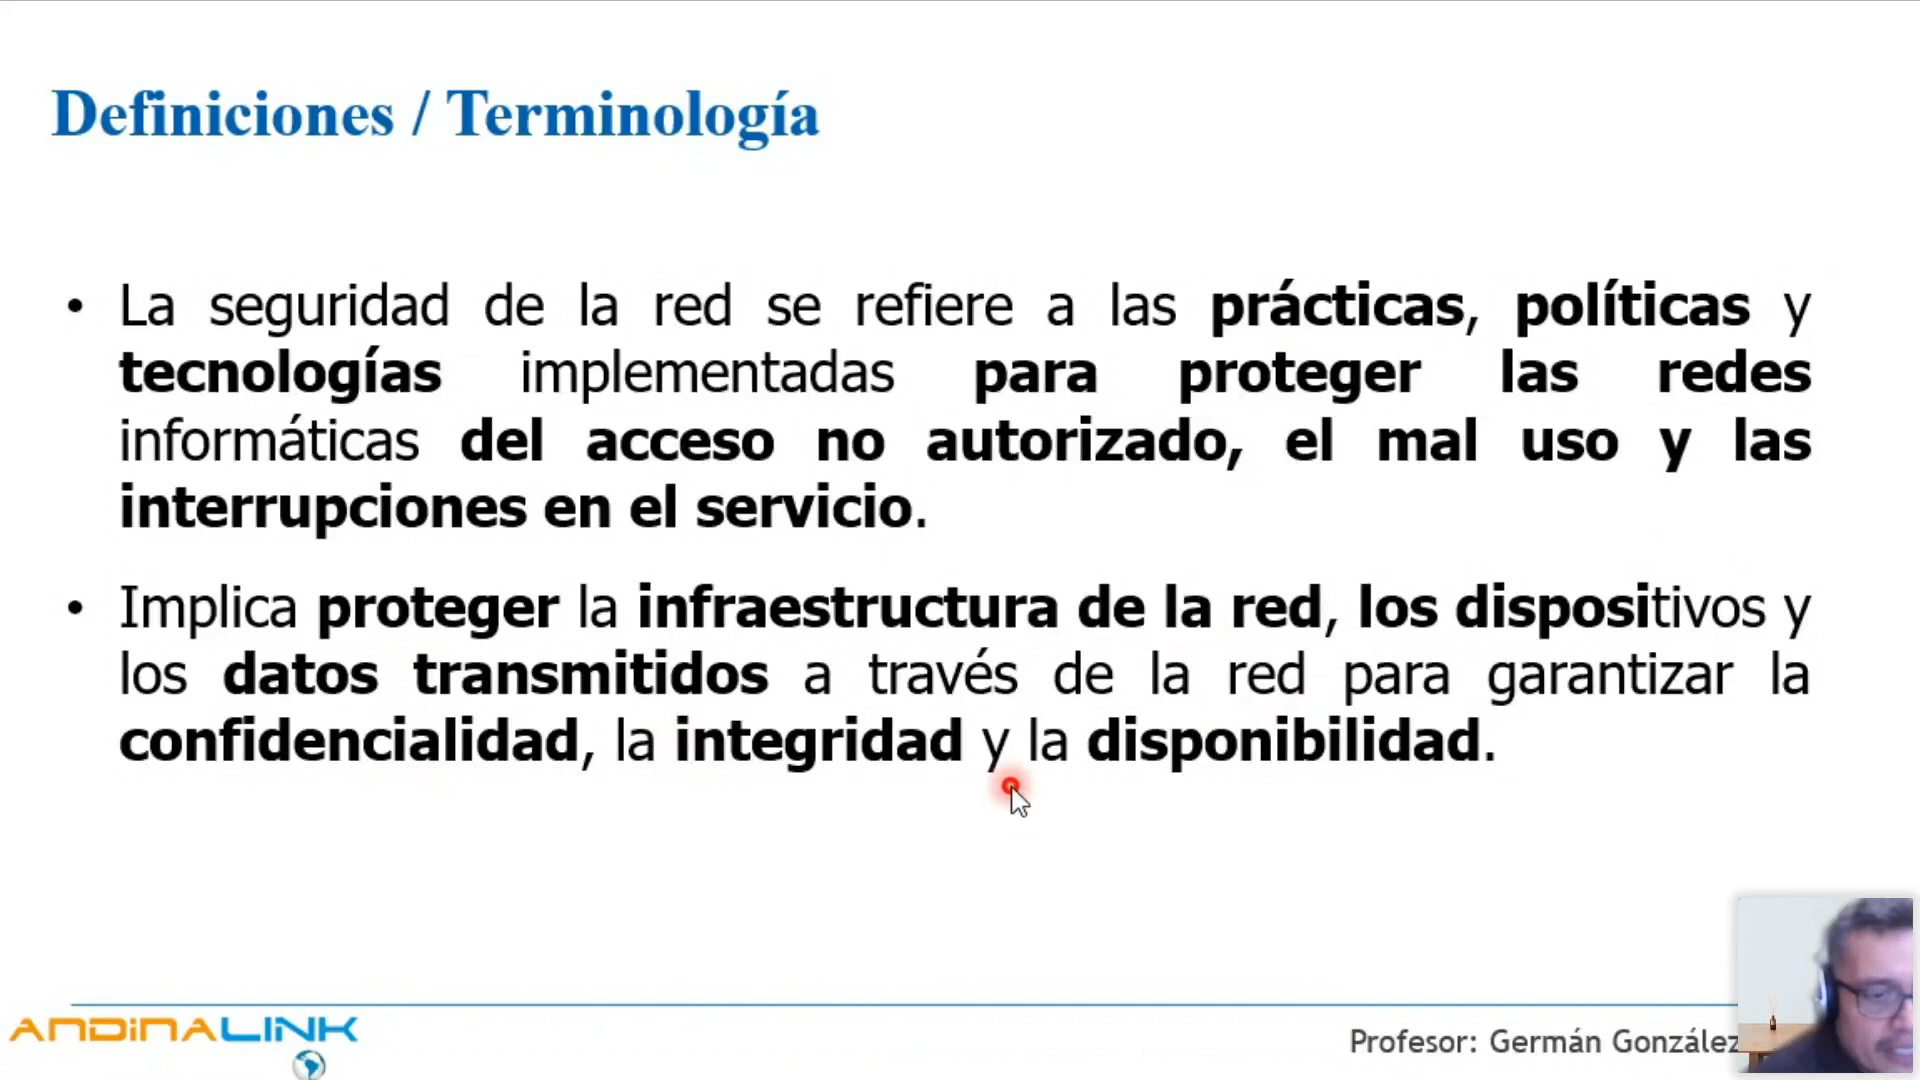 Definiciones / Terminología
• La seguridad de la red se refiere a las prácticas, políticas y
tecnologías implementadas para proteger las redes
informáticas del acceso no autorizado, el mal uso y las
interrupciones en el servicio.
• Implica proteger la infraestructura de la red, los dispositivos y
los datos transmitidos a través de la red para garantizar la
confidencialidad, la integridad y la disponibilidad.
ANDINALINK
Profesor: Germán González